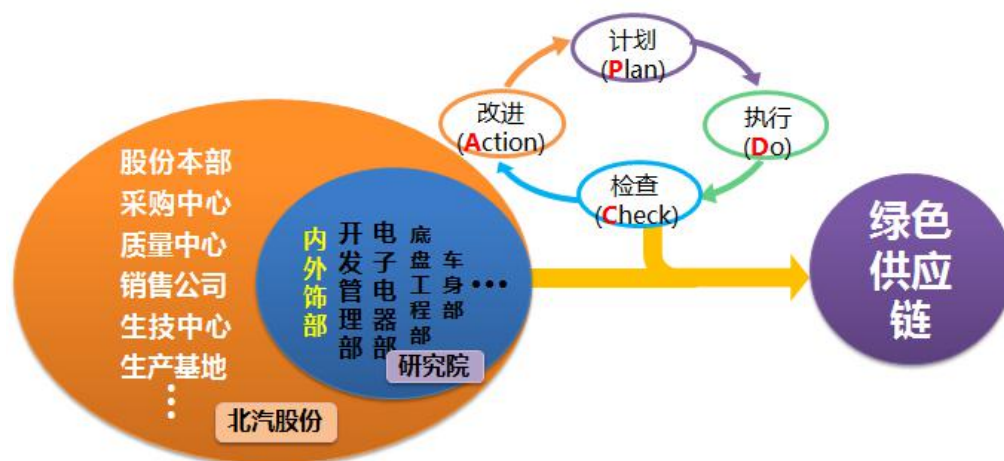 计划
(Plan)
改进
(Action)
执行
(Do)
检查
(Check)
股份本部
采购中心
质量中心
销售公司
生技中心
生产基地
⋮
北汽股份
内外饰部
开发管理部
电子电器部
底盘工程部
车身部
•••
研究院
绿色
供应
链